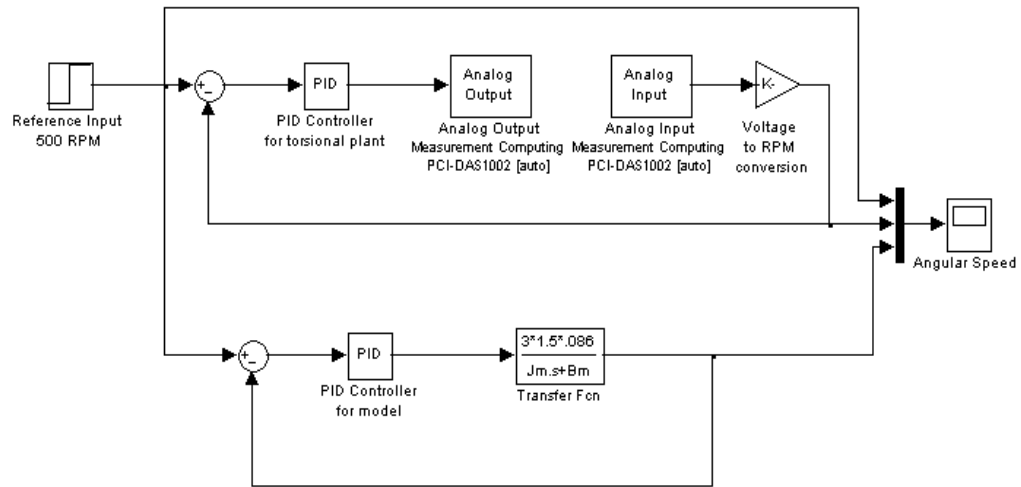 Reference Input
500 RPM
+
−
PID
PID Controller
for torsional plant
Analog
Output
Analog Output
Measurement Computing
PCI-DAS1002 [auto]
Analog
Input
Analog Input
Measurement Computing
PCI-DAS1002 [auto]
K-
Voltage
to RPM
conversion
Angular Speed
+
−
PID
PID Controller
for model
3*1.5*.086
Jm.s+Bm
Transfer Fcn